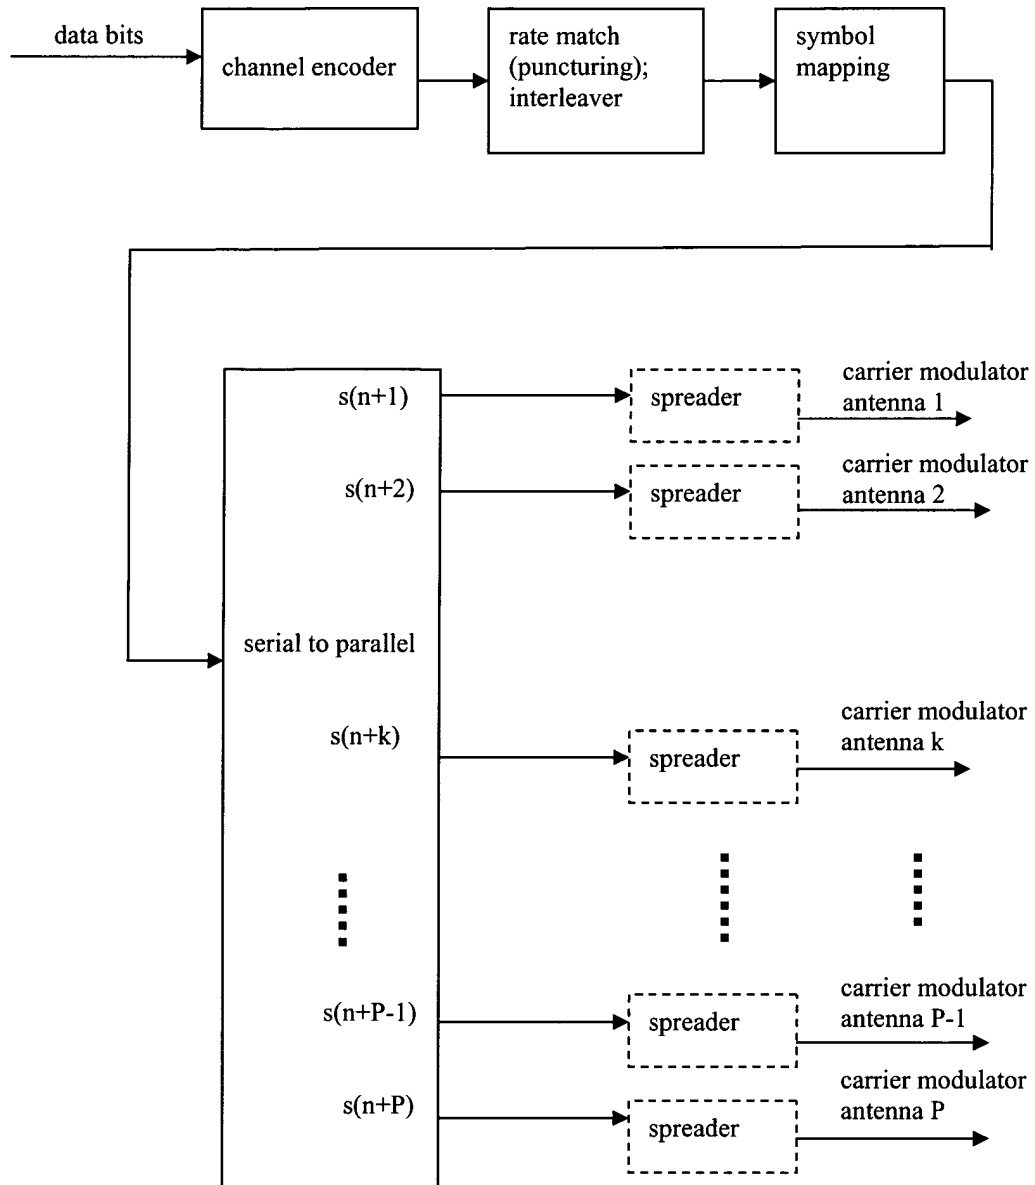 data bits
channel encoder
rate match
(puncturing);
interleaver
symbol
mapping
s(n+1)
spreader
carrier modulator
antenna 1
s(n+2)
spreader
carrier modulator
antenna 2
serial to parallel
s(n+k)
spreader
carrier modulator
antenna k
s(n+P-1)
spreader
carrier modulator
antenna P-1
s(n+P)
spreader
carrier modulator
antenna P